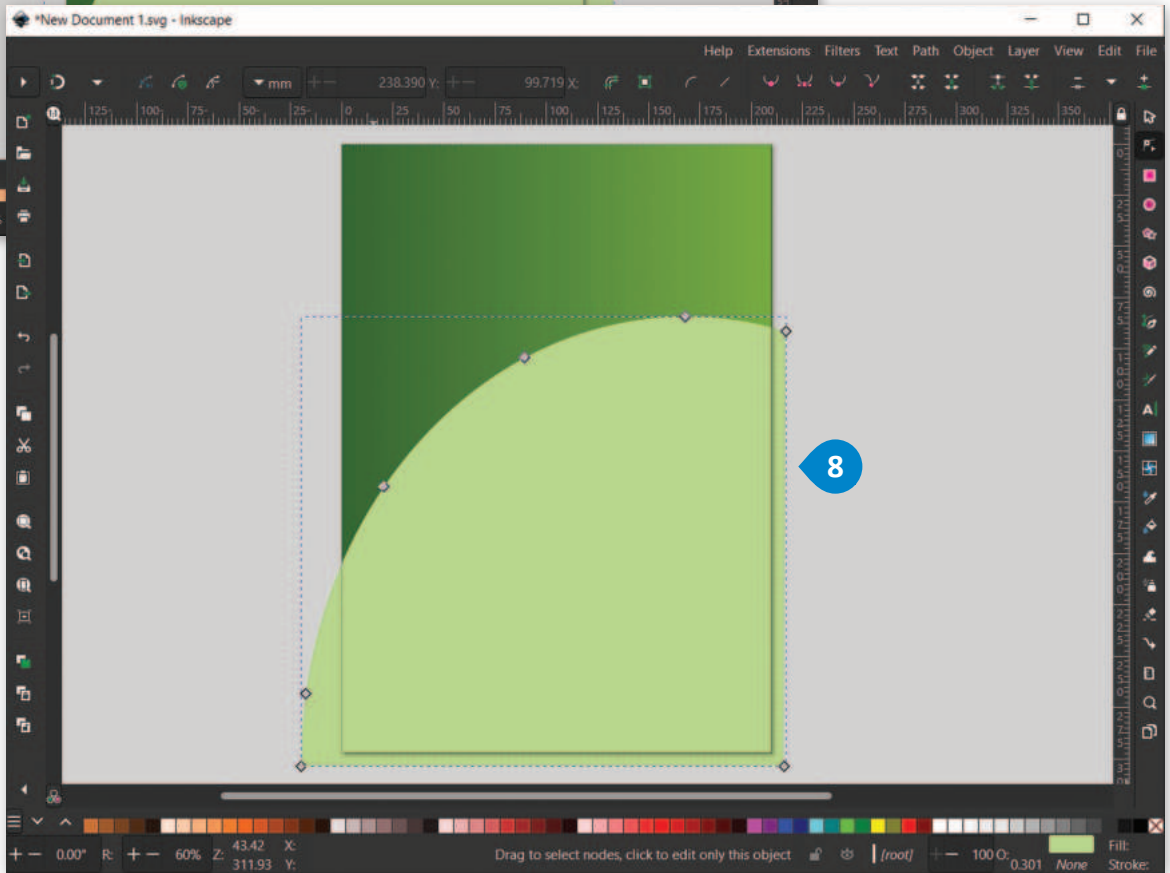 *New Document 1.svg - Inkscape
Help Extensions Filters Text Path Object Layer View Edit File
mm + − 238.390 Y: + − 99.719 X:
125 100 75 50 25 0 25 50 75 100 125 150 175 200 225 250 275 300 325 350
8
+ − 0.00° R: + − 60% Z: 43.42 X:
311.93 Y:
Drag to select nodes, click to edit only this object [root] + − 100 O: 0.301 None Fill:
Stroke: